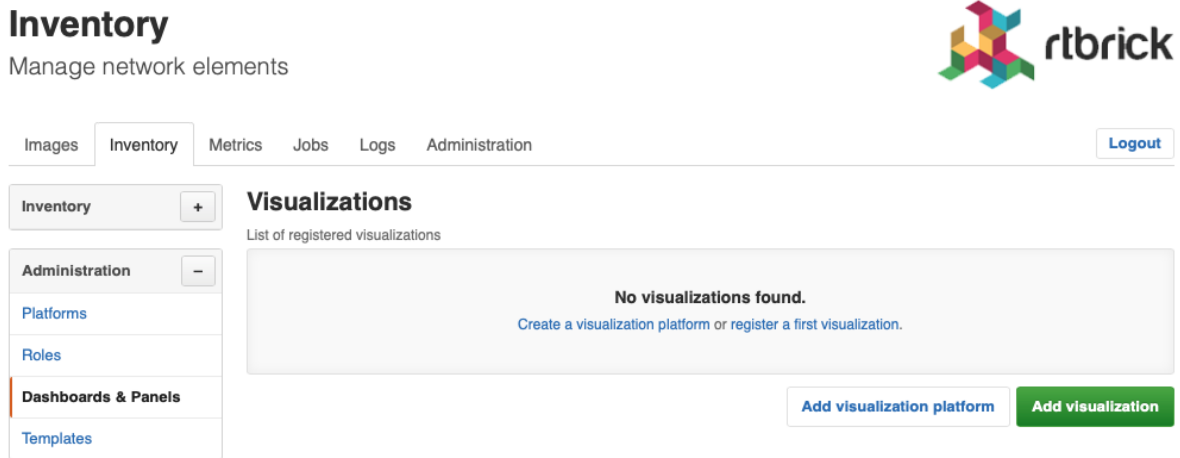 Inventory
Manage network elements
rtbrick
Images Inventory Metrics Jobs Logs Administration Logout
Inventory +
Administration –
Platforms
Roles
Dashboards & Panels
Templates
Visualizations
List of registered visualizations
No visualizations found.
Create a visualization platform or register a first visualization.
Add visualization platform Add visualization